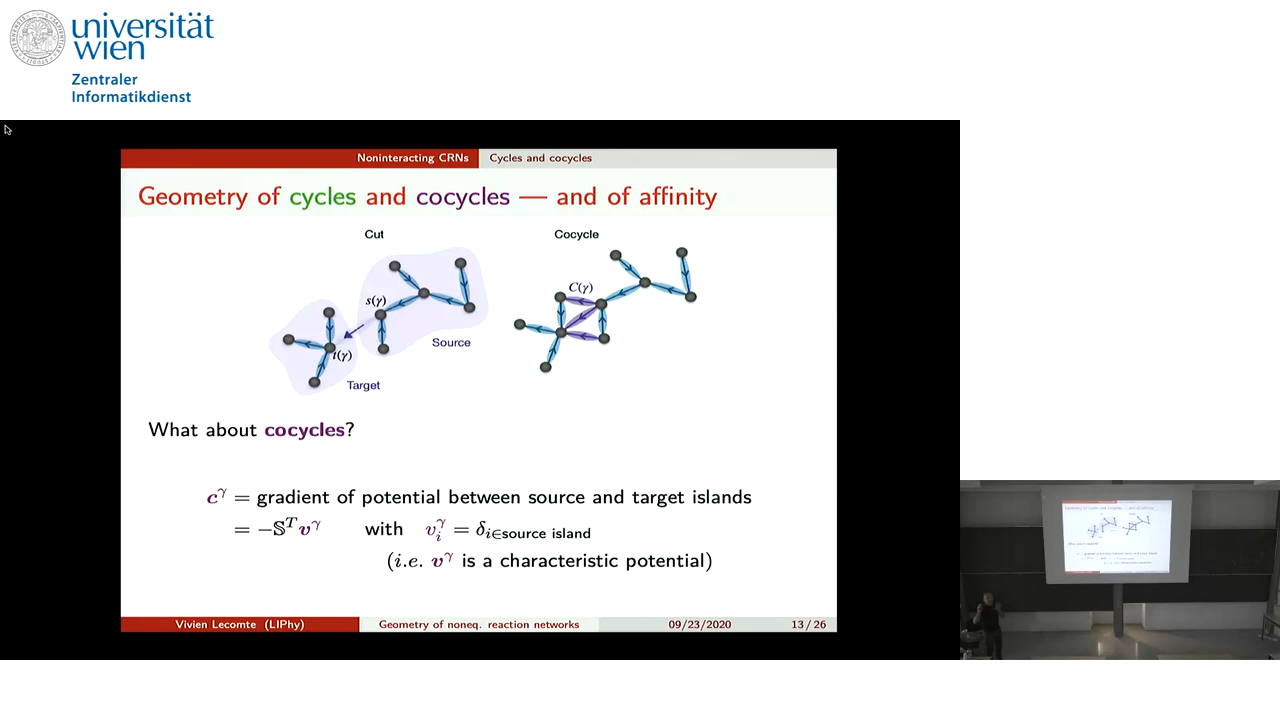 universität
wien
Zentraler
Informatikdienst
Noninteracting CRNs Cycles and cocycles
Geometry of cycles and cocycles — and of affinity
Cut
Cocycle
s(γ)
C(γ)
t(γ)
Source
Target
What about cocycles?
c^γ = gradient of potential between source and target islands
= −𝕊^T v^γ with v_i^γ = δ_{i∈source island}
(i.e. v^γ is a characteristic potential)
Vivien Lecomte (LIPhy) Geometry of noneq. reaction networks 09/23/2020 13 / 26